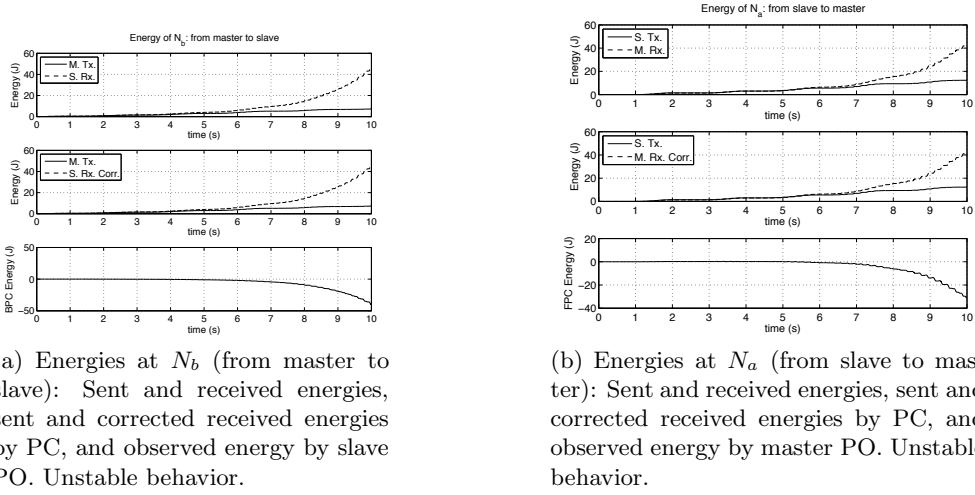 Energy of N_b: from master to slave
60
40
20
0
Energy (J)
M. Tx.
S. Rx.
0 1 2 3 4 5 6 7 8 9 10
time (s)
60
40
20
0
Energy (J)
M. Tx.
S. Rx. Corr.
0 1 2 3 4 5 6 7 8 9 10
time (s)
50
0
−50
BPC Energy (J)
0 1 2 3 4 5 6 7 8 9 10
time (s)
a) Energies at N_b (from master to
slave): Sent and received energies,
sent and corrected received energies
by PC, and observed energy by slave
PO. Unstable behavior.
Energy of N_a: from slave to master
60
40
20
0
Energy (J)
S. Tx.
M. Rx.
0 1 2 3 4 5 6 7 8 9 10
time (s)
60
40
20
0
Energy (J)
S. Tx.
M. Rx. Corr.
0 1 2 3 4 5 6 7 8 9 10
time (s)
20
0
−20
−40
FPC Energy (J)
0 1 2 3 4 5 6 7 8 9 10
time (s)
(b) Energies at N_a (from slave to mas
ter): Sent and received energies, sent and
corrected received energies by PC, and
observed energy by master PO. Unstable
behavior.